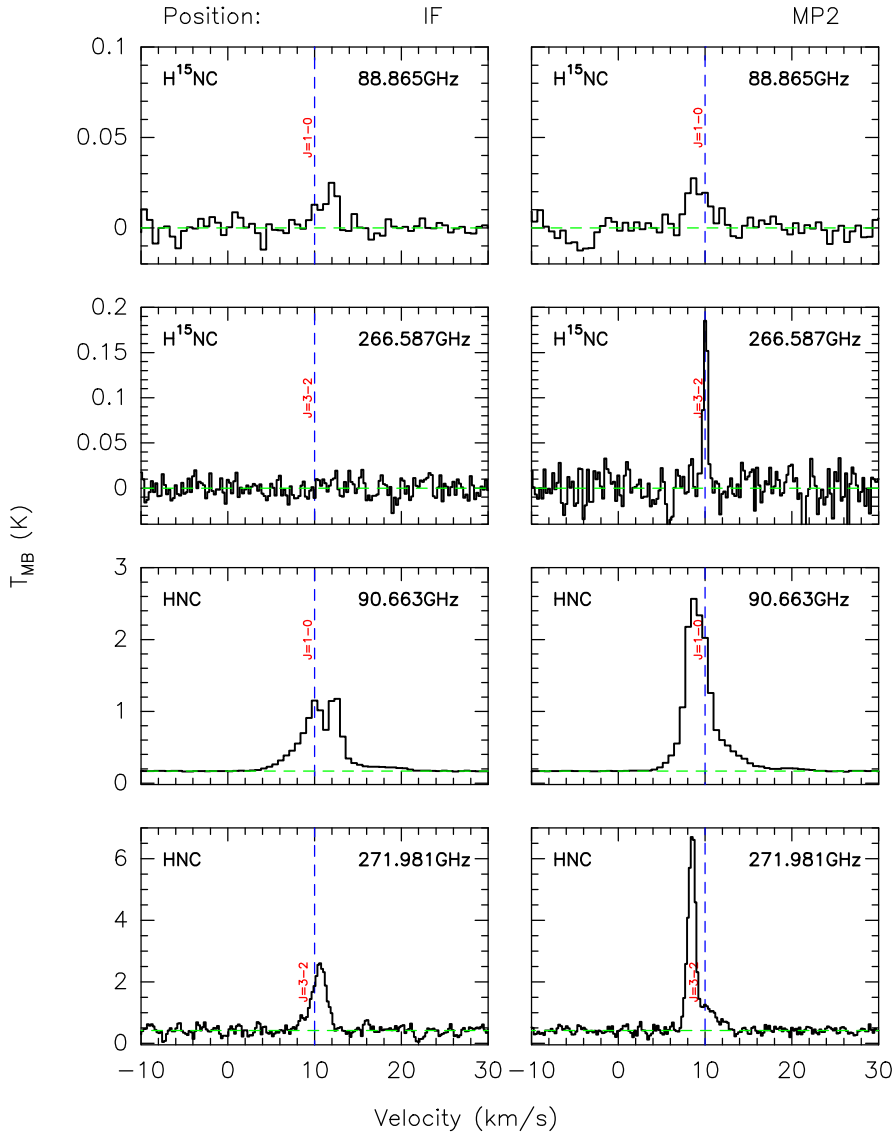 Position: IF MP2
0.1
H15NC 88.865GHz H15NC 88.865GHz
J=1-0 J=1-0
0.05
0
0.2
H15NC 266.587GHz H15NC 266.587GHz
0.15
J=3-2 J=3-2
0.1
0.05
0
3
HNC 90.663GHz HNC 90.663GHz
J=1-0 J=1-0
2
1
0
HNC 271.981GHz HNC 271.981GHz
6
4
J=3-2 J=3-2
2
0
-10 0 10 20 30 -10 0 10 20 30
Velocity (km/s) Velocity (km/s)
TMB (K)